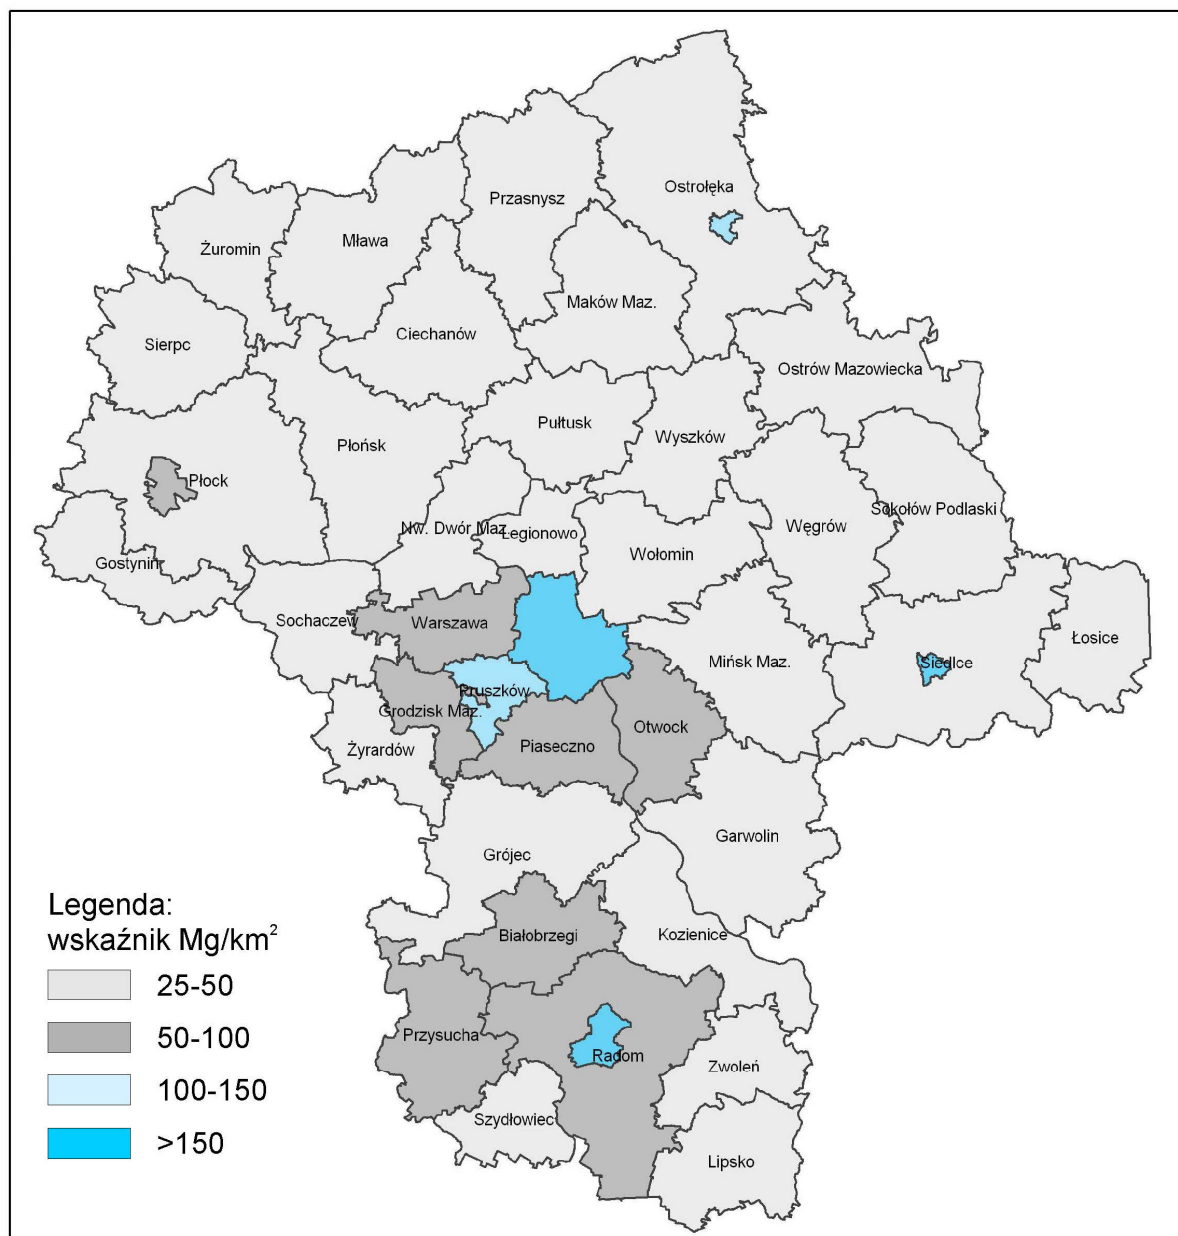 Ostrołęka
Przasnysz
Mława
Żuromin
Maków Maz.
Ciechanów
Sierpc
Ostrów Mazowiecka
Pułtusk
Wyszków
Płońsk
Płock
Sokołów Podlaski
Węgrów
Nw. Dwór Maz.
Legionowo
Wołomin
Gostynin
Sochaczew
Warszawa
Łosice
Mińsk Maz.
Siedlce
Pruszków
Grodzisk Maz.
Otwock
Żyrardów
Piaseczno
Garwolin
Grójec
Białobrzegi
Kozienice
Przysucha
Radom
Zwoleń
Szydłowiec
Lipsko
Legenda:
wskaźnik Mg/km²
25-50
50-100
100-150
>150